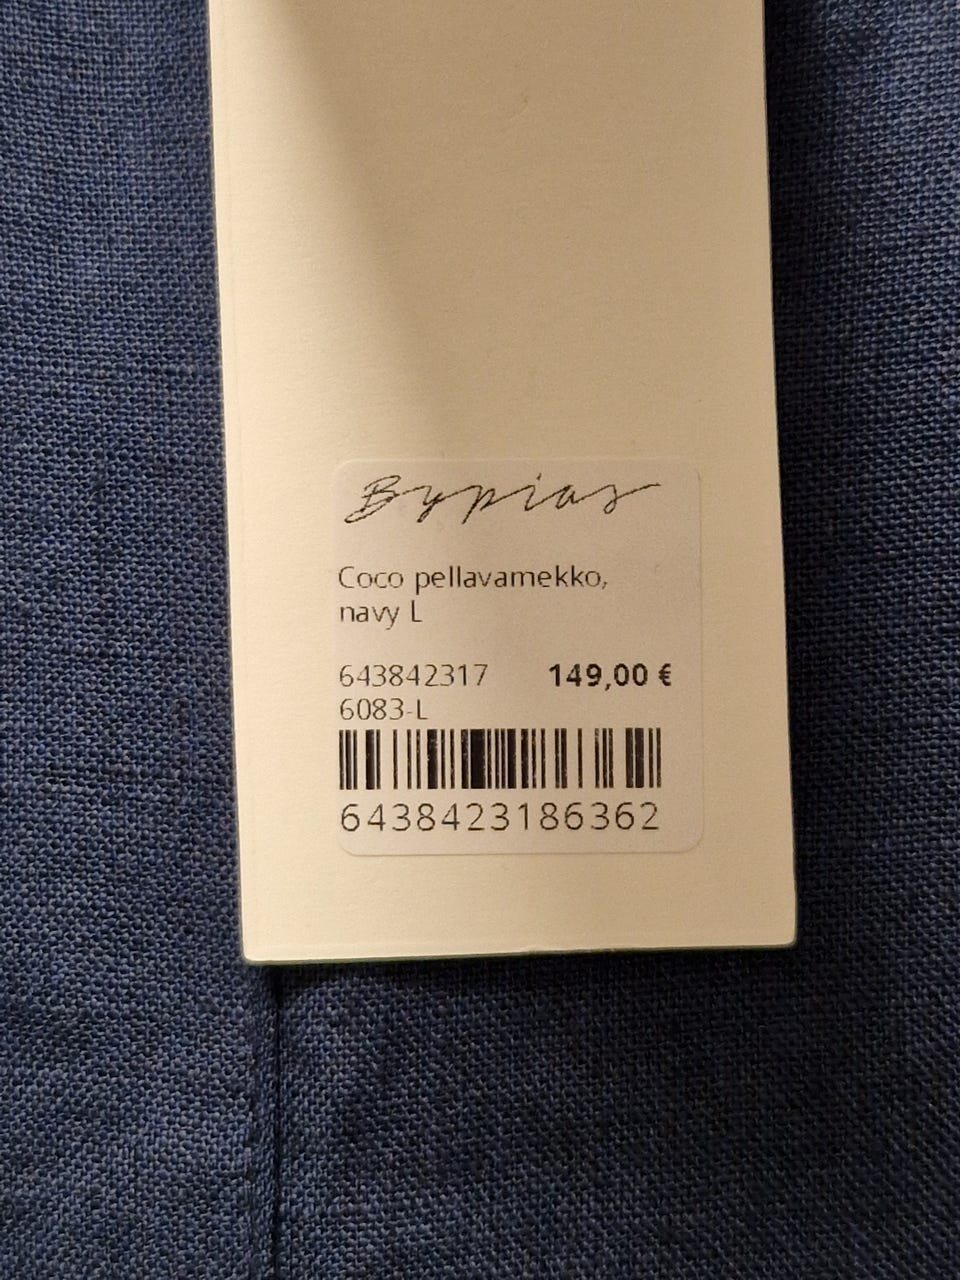 Bypias
Coco pellavamekko,
navy L
643842317 149,00 €
6083-L
6438423186362